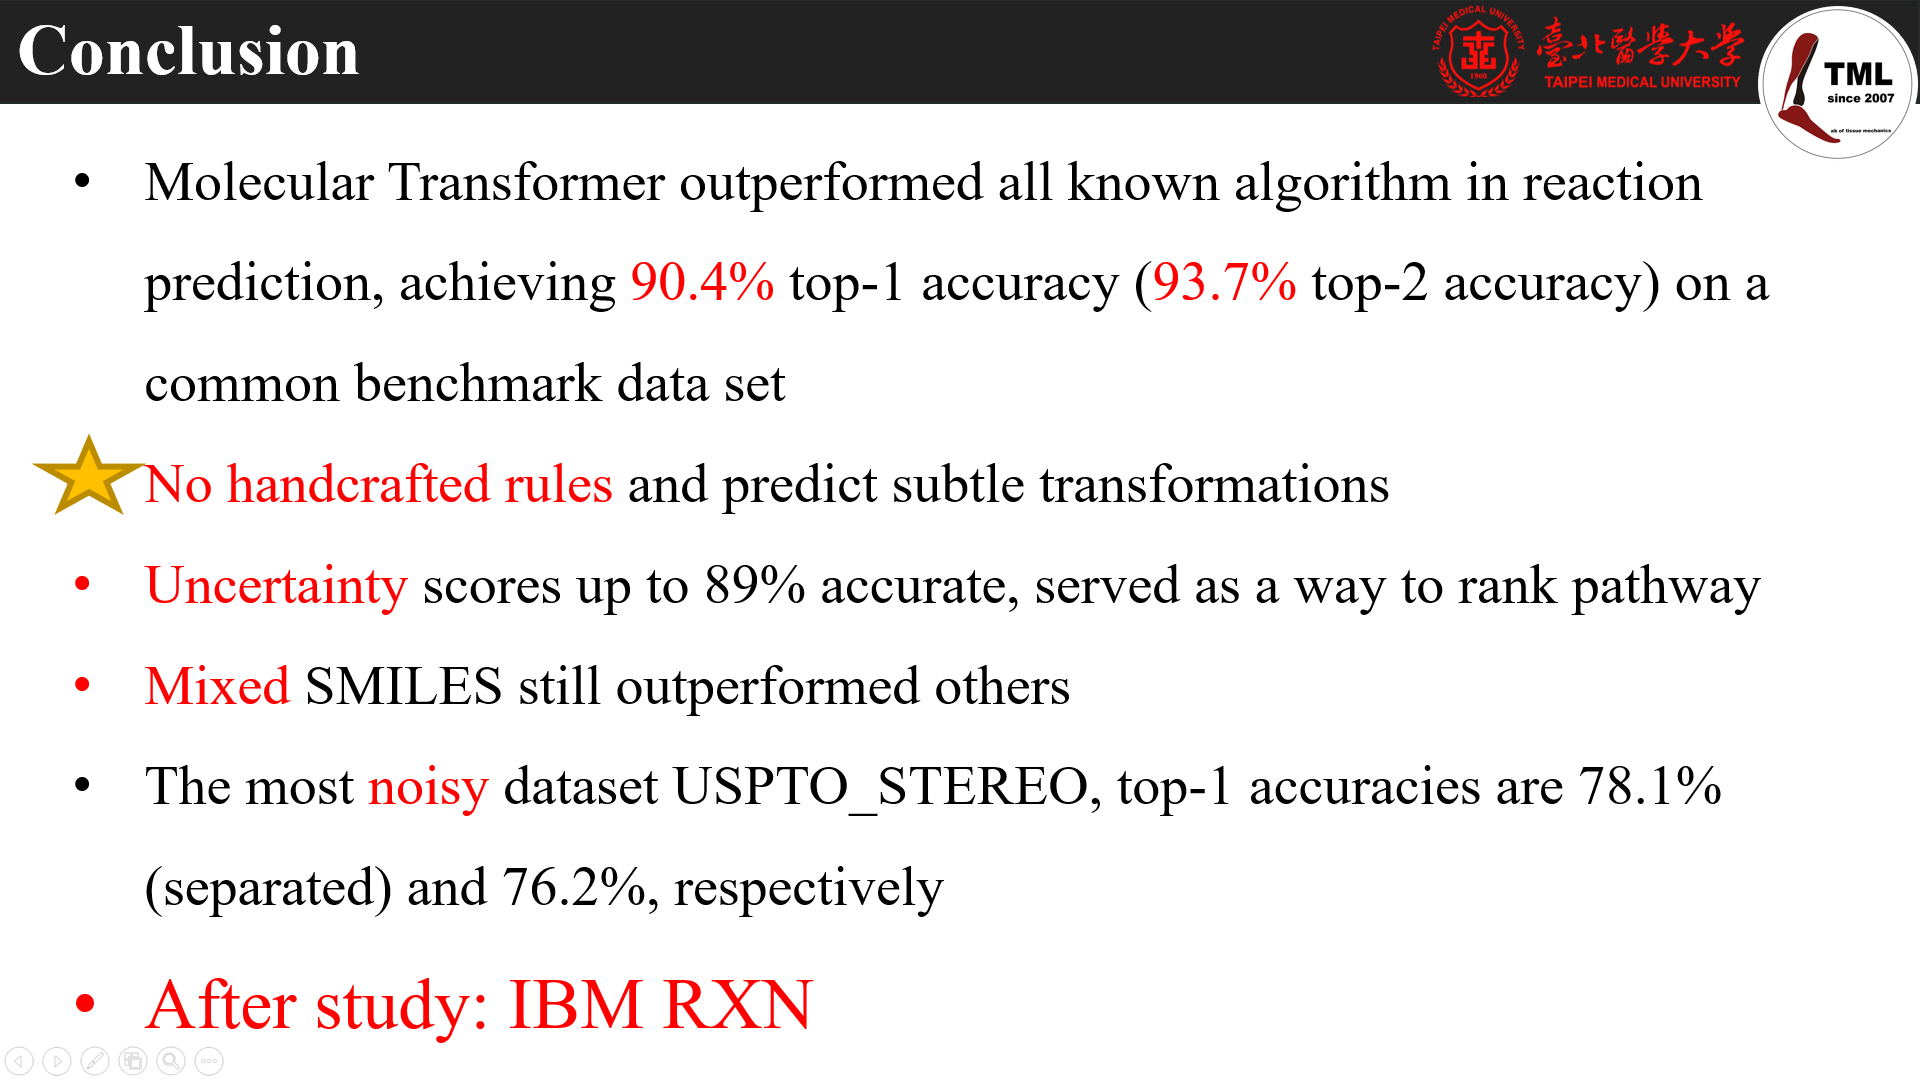 Conclusion
TAIPEI MEDICAL UNIVERSITY
1960
臺北醫學大學
TAIPEI MEDICAL UNIVERSITY
TML
since 2007
ab of tissue mechanics
• Molecular Transformer outperformed all known algorithm in reaction
prediction, achieving 90.4% top-1 accuracy (93.7% top-2 accuracy) on a
common benchmark data set
No handcrafted rules and predict subtle transformations
• Uncertainty scores up to 89% accurate, served as a way to rank pathway
• Mixed SMILES still outperformed others
• The most noisy dataset USPTO_STEREO, top-1 accuracies are 78.1%
(separated) and 76.2%, respectively
• After study: IBM RXN